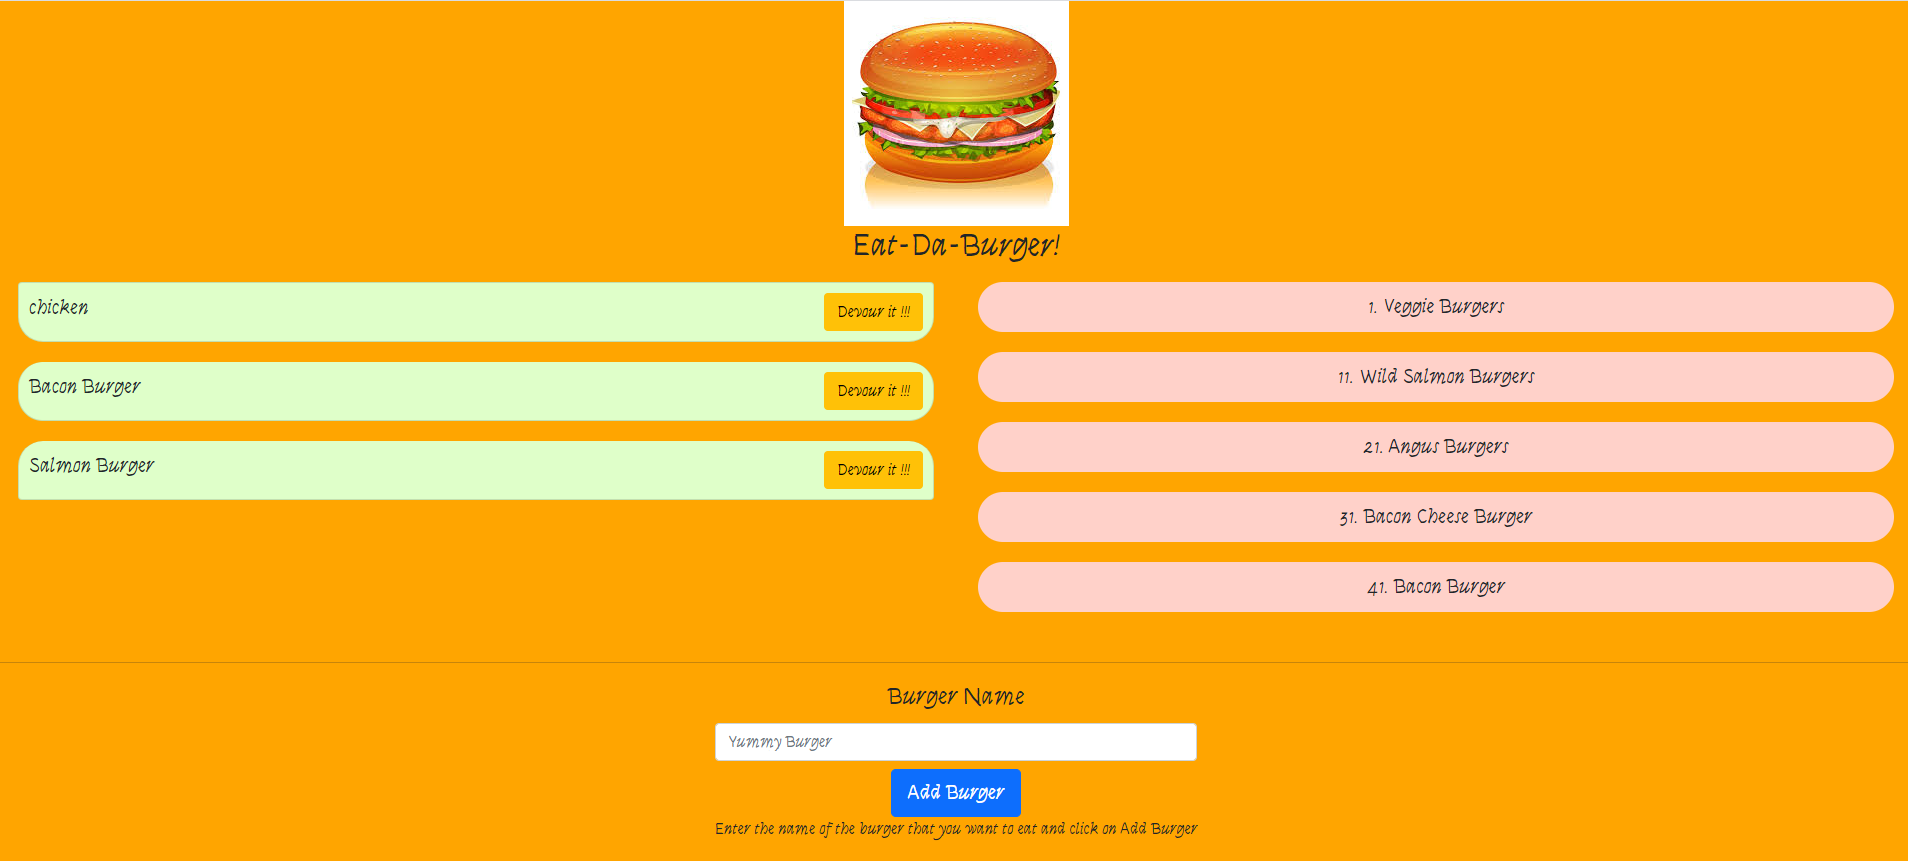 Eat-Da-Burger!
chicken
Devour it !!!
Bacon Burger
Devour it !!!
Salmon Burger
Devour it !!!
1. Veggie Burgers
11. Wild Salmon Burgers
21. Angus Burgers
31. Bacon Cheese Burger
41. Bacon Burger
Burger Name
Yummy Burger
Add Burger
Enter the name of the burger that you want to eat and click on Add Burger